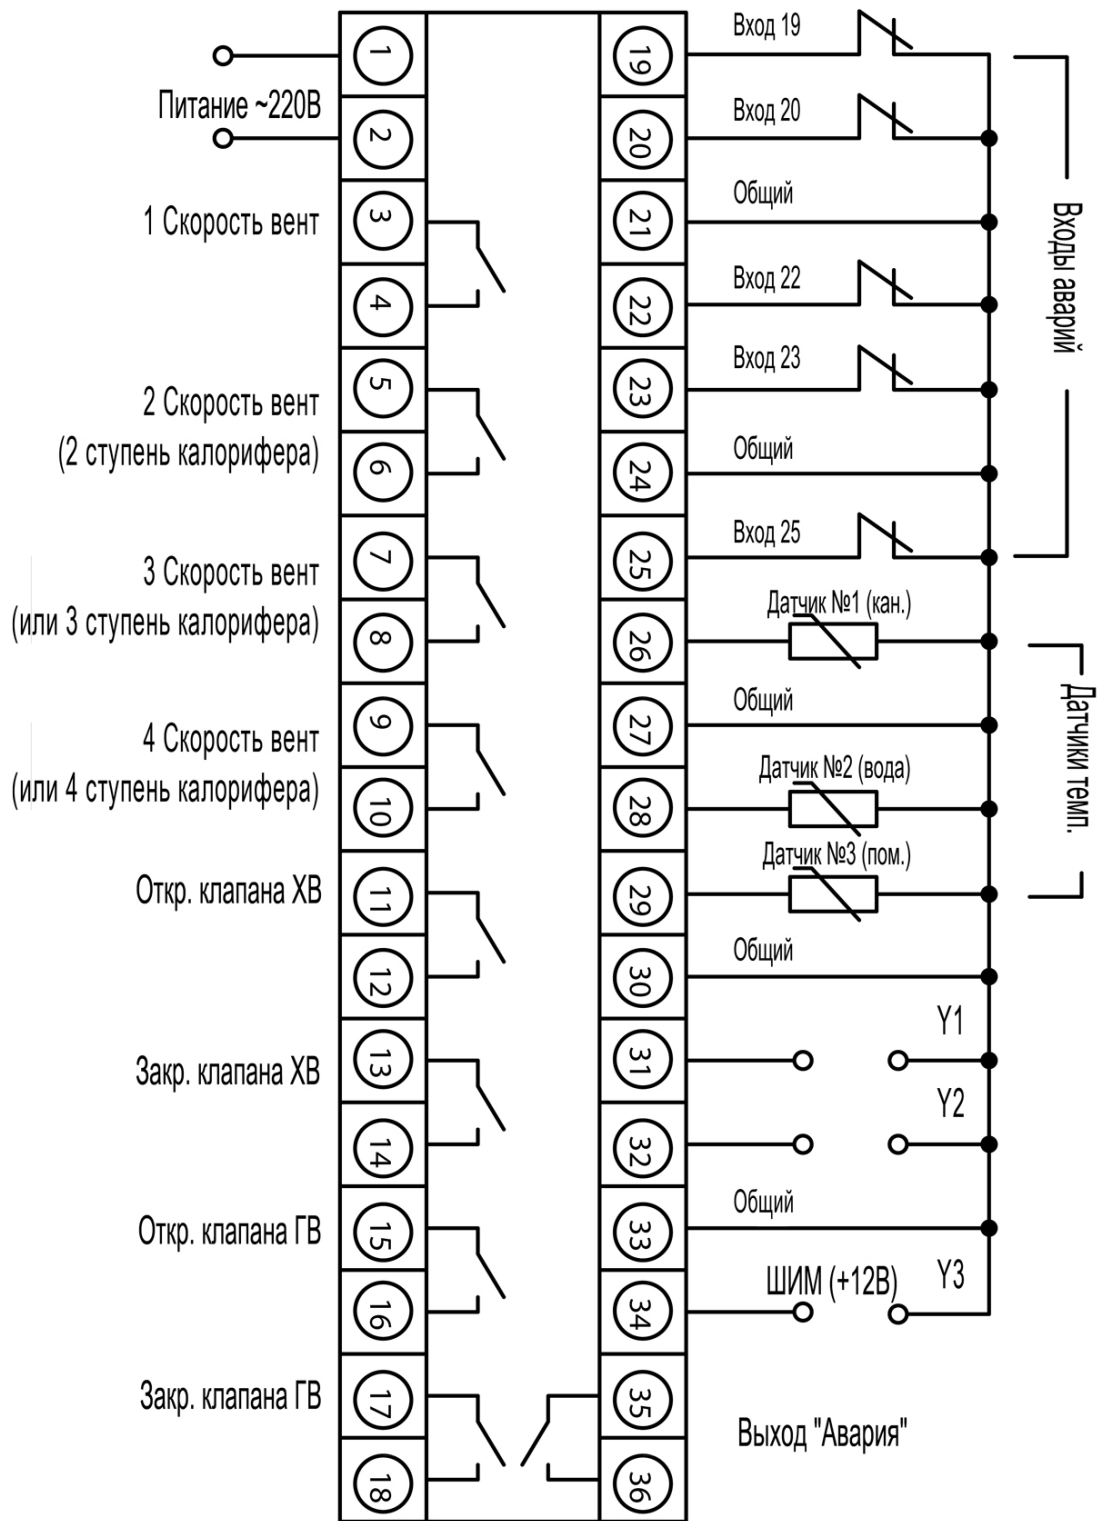 1
Питание ~220В
2
1 Скорость вент
3
4
2 Скорость вент
(2 ступень калорифера)
5
6
3 Скорость вент
(или 3 ступень калорифера)
7
8
4 Скорость вент
(или 4 ступень калорифера)
9
10
Откр. клапана ХВ
11
12
Закр. клапана ХВ
13
14
Откр. клапана ГВ
15
16
Закр. клапана ГВ
17
18
19
Вход 19
20
Вход 20
21
Общий
22
Вход 22
23
Вход 23
24
Общий
25
Вход 25
Входы аварий
26
Датчик №1 (кан.)
27
Общий
28
Датчик №2 (вода)
29
Датчик №3 (пом.)
Датчики темп.
30
Общий
31
Y1
32
Y2
33
Общий
34
ШИМ (+12В)
Y3
35
Выход "Авария"
36